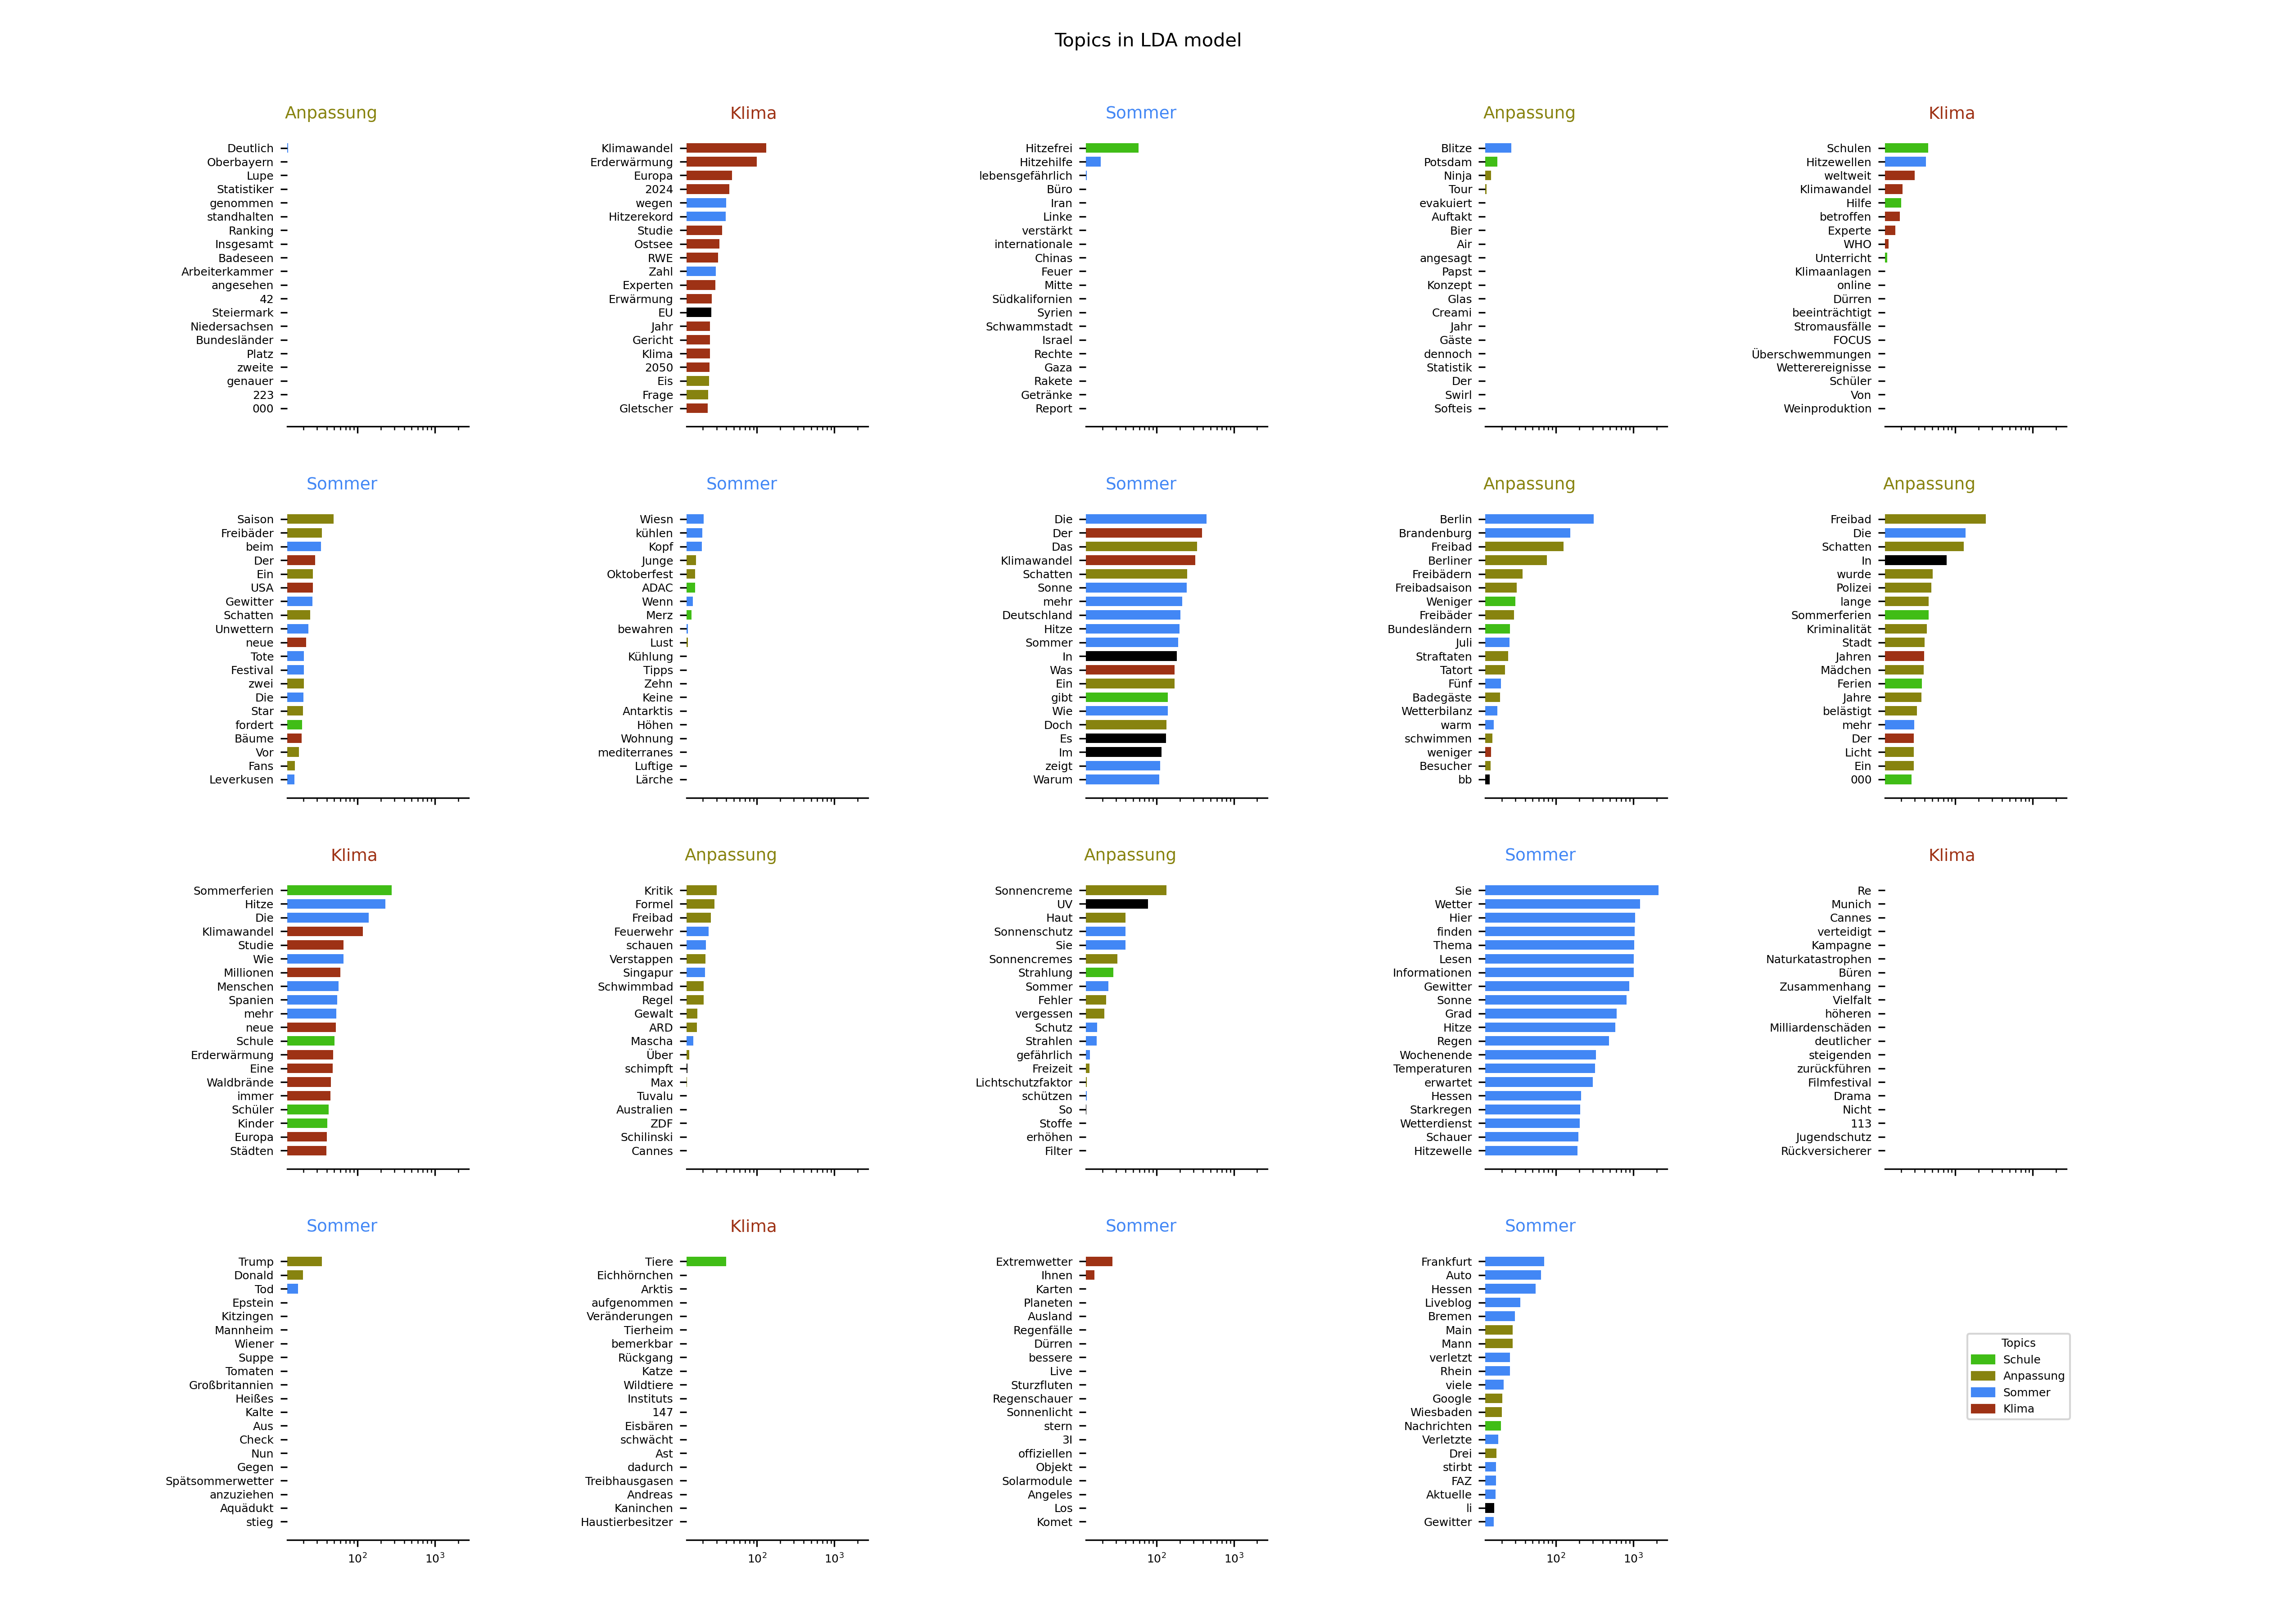 Topics in LDA model
Anpassung
Deutlich
Oberbayern
Lupe
Statistiker
genommen
standhalten
Ranking
Insgesamt
Badeseen
Arbeiterkammer
angesehen
42
Steiermark
Niedersachsen
Bundesländer
Platz
zweite
genauer
223
000
Klima
Klimawandel
Erderwärmung
Europa
2024
wegen
Hitzerekord
Studie
Ostsee
RWE
Zahl
Experten
Erwärmung
EU
Jahr
Gericht
Klima
2050
Eis
Frage
Gletscher
Sommer
Hitzefrei
Hitzehilfe
lebensgefährlich
Büro
Iran
Linke
verstärkt
internationale
Chinas
Feuer
Mitte
Südkalifornien
Syrien
Schwammstadt
Israel
Rechte
Gaza
Rakete
Getränke
Report
Anpassung
Blitze
Potsdam
Ninja
Tour
evakuiert
Auftakt
Bier
Air
angesagt
Papst
Konzept
Glas
Creami
Jahr
Gäste
dennoch
Statistik
Der
Swirl
Softeis
Klima
Schulen
Hitzewellen
weltweit
Klimawandel
Hilfe
betroffen
Experte
WHO
Unterricht
Klimaanlagen
online
Dürren
beeinträchtigt
Stromausfälle
FOCUS
Überschwemmungen
Wetterereignisse
Schüler
Von
Weinproduktion
Sommer
Saison
Freibäder
beim
Der
Ein
USA
Gewitter
Schatten
Unwettern
neue
Tote
Festival
zwei
Die
Star
fordert
Bäume
Vor
Fans
Leverkusen
Sommer
Wiesn
kühlen
Kopf
Junge
Oktoberfest
ADAC
Wenn
Merz
bewahren
Lust
Kühlung
Tipps
Zehn
Keine
Antarktis
Höhen
Wohnung
mediterranes
Luftige
Lärche
Sommer
Die
Der
Das
Klimawandel
Schatten
Sonne
mehr
Deutschland
Hitze
Sommer
In
Was
Ein
gibt
Wie
Doch
Es
Im
zeigt
Warum
Anpassung
Berlin
Brandenburg
Freibad
Berliner
Freibädern
Freibadsaison
Weniger
Freibäder
Bundesländern
Juli
Straftaten
Tatort
Fünf
Badegäste
Wetterbilanz
warm
schwimmen
weniger
Besucher
bb
Anpassung
Freibad
Die
Schatten
In
wurde
Polizei
lange
Sommerferien
Kriminalität
Stadt
Jahren
Mädchen
Ferien
Jahre
belästigt
mehr
Der
Licht
Ein
000
Klima
Sommerferien
Hitze
Die
Klimawandel
Studie
Wie
Millionen
Menschen
Spanien
mehr
neue
Schule
Erderwärmung
Eine
Waldbrände
immer
Schüler
Kinder
Europa
Städten
Anpassung
Kritik
Formel
Freibad
Feuerwehr
schauen
Verstappen
Singapur
Schwimmbad
Regel
Gewalt
ARD
Mascha
Über
schimpft
Max
Tuvalu
Australien
ZDF
Schilinski
Cannes
Anpassung
Sonnencreme
UV
Haut
Sonnenschutz
Sie
Sonnencremes
Strahlung
Sommer
Fehler
vergessen
Schutz
Strahlen
gefährlich
Freizeit
Lichtschutzfaktor
schützen
So
Stoffe
erhöhen
Filter
Sommer
Sie
Wetter
Hier
finden
Thema
Lesen
Informationen
Gewitter
Sonne
Grad
Hitze
Regen
Wochenende
Temperaturen
erwartet
Hessen
Starkregen
Wetterdienst
Schauer
Hitzewelle
Klima
Re
Munich
Cannes
verteidigt
Kampagne
Naturkatastrophen
Büren
Zusammenhang
Vielfalt
höheren
Milliardenschäden
deutlicher
steigenden
zurückführen
Filmfestival
Drama
Nicht
113
Jugendschutz
Rückversicherer
Sommer
Trump
Donald
Tod
Epstein
Kitzingen
Mannheim
Wiener
Suppe
Tomaten
Großbritannien
Heißes
Kalte
Aus
Check
Nun
Gegen
Spätsommerwetter
anzuziehen
Aquädukt
stieg
10²
10³
Klima
Tiere
Eichhörnchen
Arktis
aufgenommen
Veränderungen
Tierheim
bemerkbar
Rückgang
Katze
Wildtiere
Instituts
147
Eisbären
schwächt
Ast
dadurch
Treibhausgasen
Andreas
Kaninchen
Haustierbesitzer
10²
10³
Sommer
Extremwetter
Ihnen
Karten
Planeten
Ausland
Regenfälle
Dürren
bessere
Live
Sturzfluten
Regenschauer
Sonnenlicht
stern
3I
offiziellen
Objekt
Solarmodule
Angeles
Los
Komet
10²
10³
Sommer
Frankfurt
Auto
Hessen
Liveblog
Bremen
Main
Mann
verletzt
Rhein
viele
Google
Wiesbaden
Nachrichten
Verletzte
Drei
stirbt
FAZ
Aktuelle
li
Gewitter
10²
10³
Topics
Schule
Anpassung
Sommer
Klima